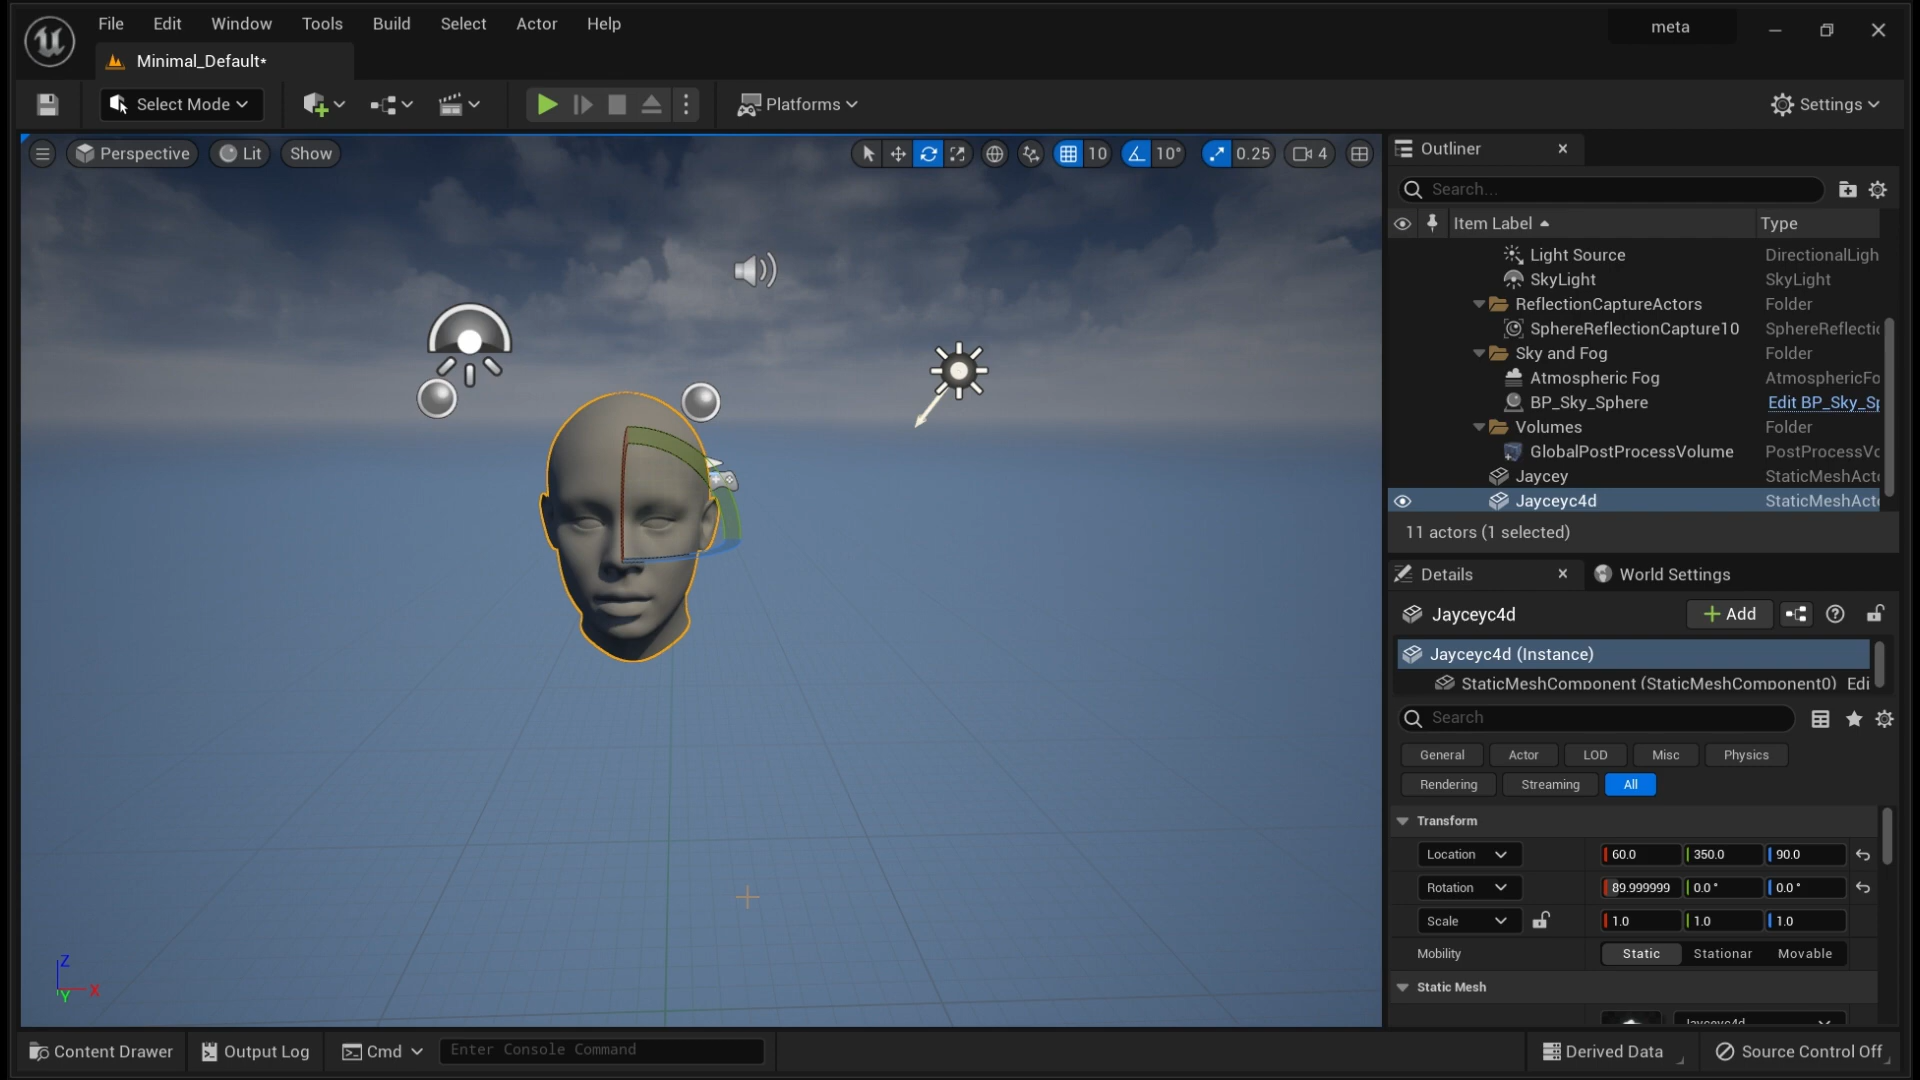 File Edit Window Tools Build Select Actor Help
meta
Minimal_Default*
Select Mode
Platforms
Settings
Perspective Lit Show
10 10° 0.25 4
Outliner
Search...
Item Label Type
Light Source DirectionalLigh
SkyLight SkyLight
ReflectionCaptureActors Folder
SphereReflectionCapture10 SphereReflectic
Sky and Fog Folder
Atmospheric Fog AtmosphericFo
BP_Sky_Sphere Edit BP_Sky_Sp
Volumes Folder
GlobalPostProcessVolume PostProcessVo
Jaycey StaticMeshActo
Jayceyc4d StaticMeshActo
11 actors (1 selected)
Details World Settings
Jayceyc4d Add
Jayceyc4d (Instance)
StaticMeshComponent (StaticMeshComponent0) Edi
Search
General Actor LOD Misc Physics
Rendering Streaming All
Transform
Location 60.0 350.0 90.0
Rotation 89.999999 0.0 ° 0.0 °
Scale 1.0 1.0 1.0
Mobility Static Stationar Movable
Static Mesh
Jayceyc4d
Z
Y X
Content Drawer Output Log Cmd Enter Console Command Derived Data Source Control Off